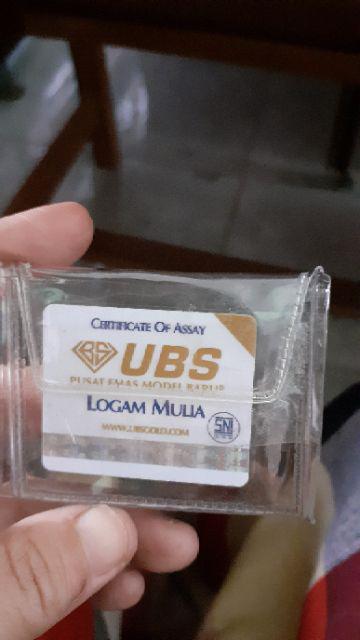 CERTIFICATE OF ASSAY
UBS
PUSAT EMAS MODEL BARU
LOGAM MULIA
WWW.UBSGOLD.COM
SNI